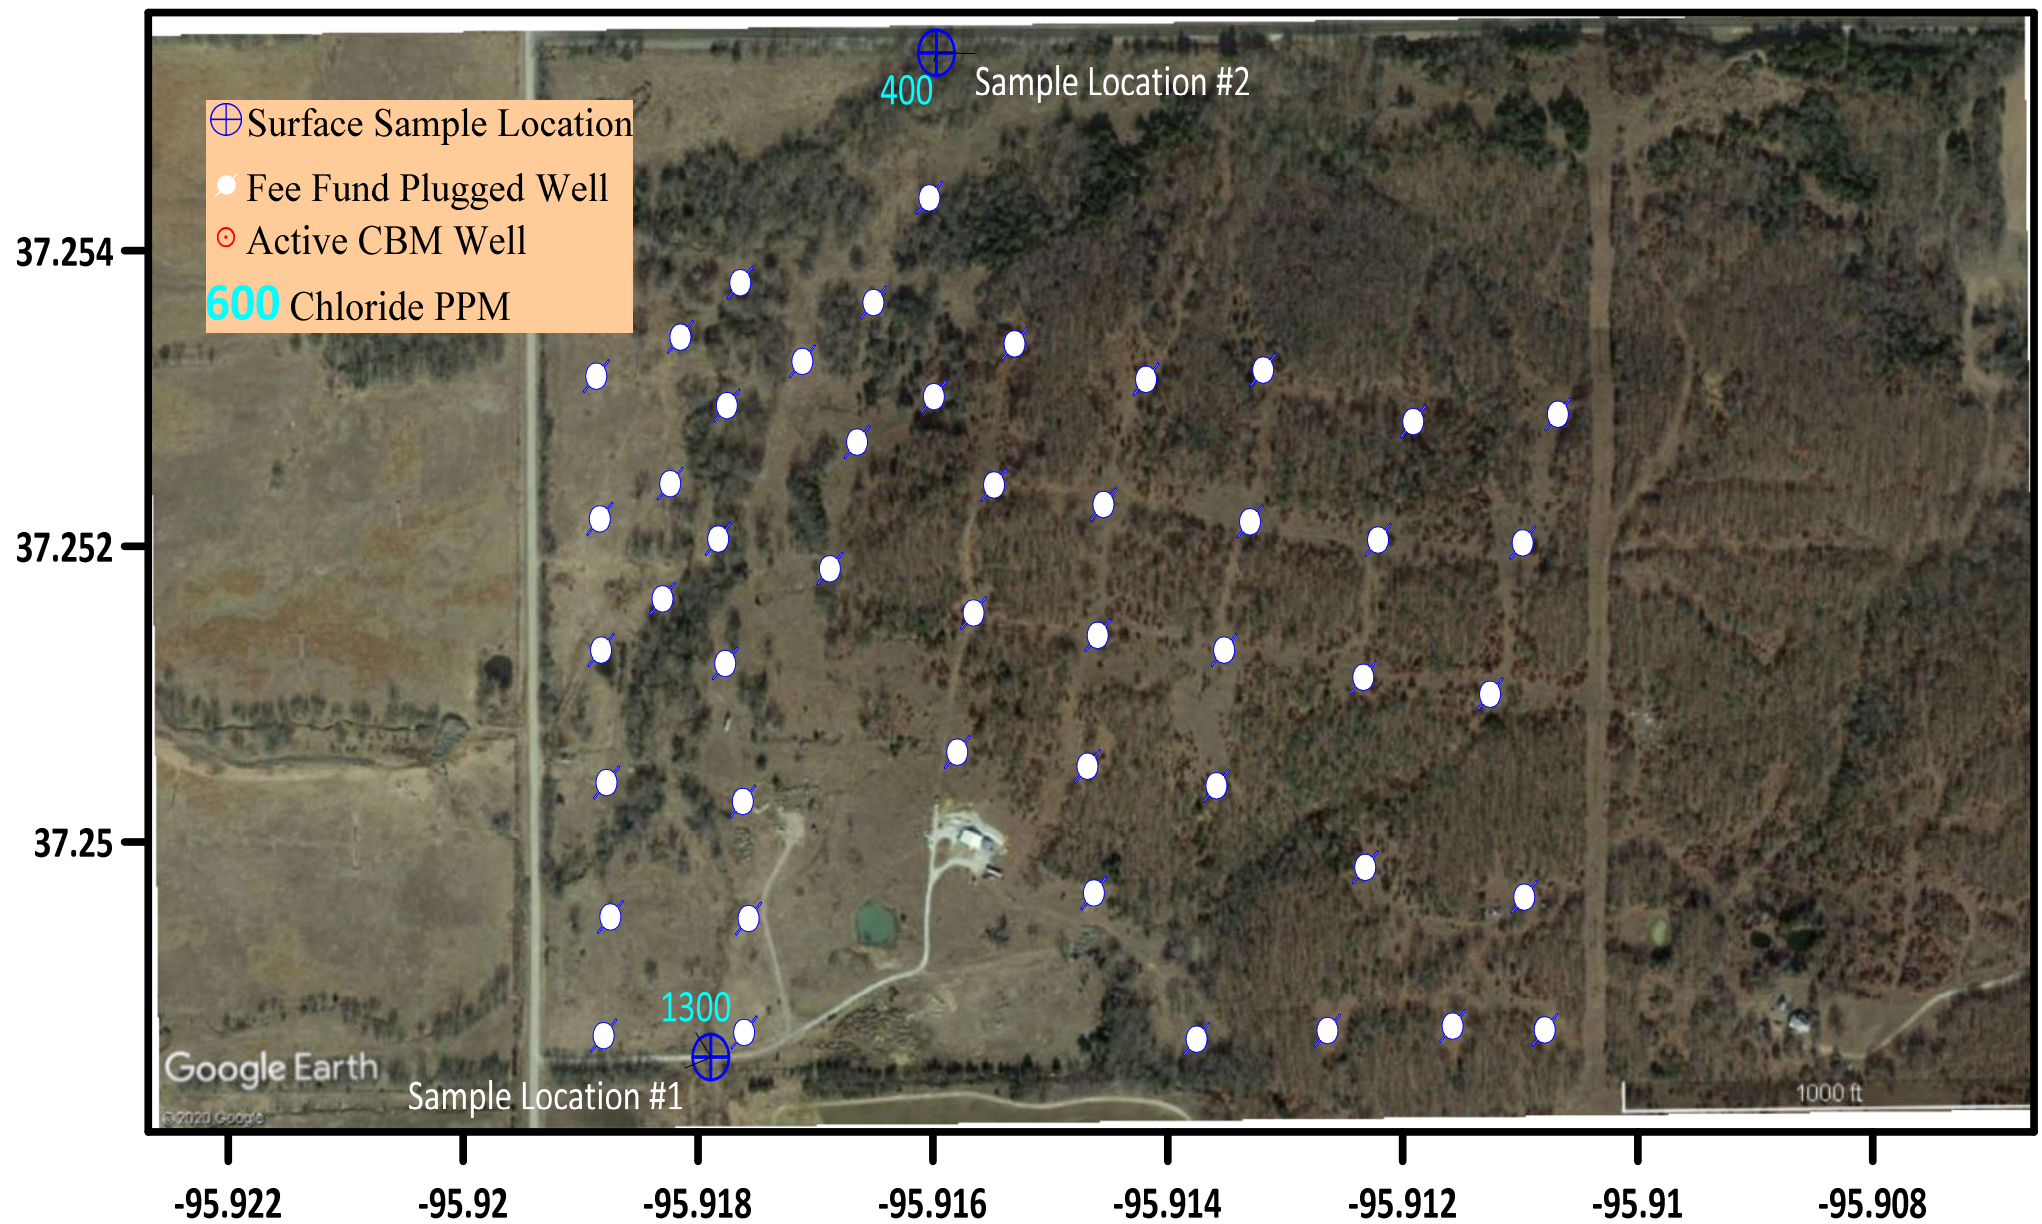 Sample Location #2
400
Surface Sample Location
Fee Fund Plugged Well
Active CBM Well
600 Chloride PPM
37.254
37.252
37.25
1300
Sample Location #1
Google Earth
©2020 Google
1000 ft
-95.922
-95.92
-95.918
-95.916
-95.914
-95.912
-95.91
-95.908